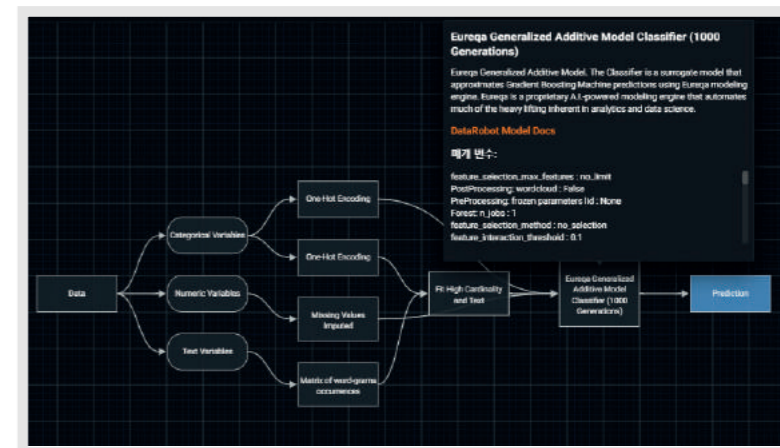 Eureqa Generalized Additive Model Classifier (1000
Generations)
Eureqa Generalized Additive Model. The Classifier is a surrogate model that
approximates Gradient Boosting Machine predictions using Eureqa modeling
engine. Eureqa is a proprietary A.I.-powered modeling engine that automates
much of the heavy lifting inherent in analytics and data science.
DataRobot Model Docs
매개 변수:
feature_selection_max_features : no_limit
PostProcessing: wordcloud : False
PreProcessing: frozen parameters lid : None
Forest: n_jobs : 1
feature_selection_method : no_selection
feature_interaction_threshold : 0.1
One-Hot Encoding
Categorical Variables
One-Hot Encoding
Data
Numeric Variables
Missing Values
Imputed
Text Variables
Matrix of word-grams
occurrences
Fit High Cardinality
and Text
Eureqa Generalized
Additive Model
Classifier (1000
Generations)
Prediction